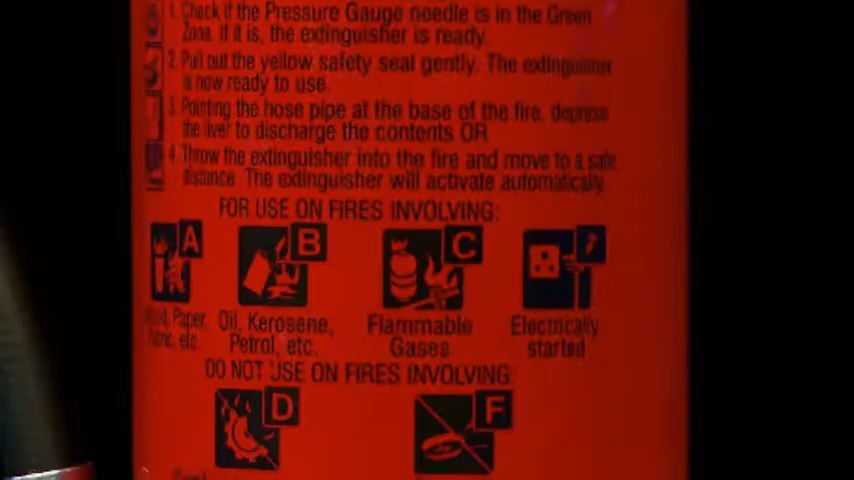 1. Check if the Pressure Gauge needle is in the Green
Zone. If it is, the extinguisher is ready.
2. Pull out the yellow safety seal gently. The extinguisher
is now ready to use.
3. Pointing the hose pipe at the base of the fire, depress
the liver to discharge the contents OR
4. Throw the extinguisher into the fire and move to a safe
distance. The extinguisher will activate automatically.
FOR USE ON FIRES INVOLVING:
A
B
C
Paper,
etc.
Oil, Kerosene,
Petrol, etc.
Flammable
Gases
Electrically
started
DO NOT USE ON FIRES INVOLVING:
D
F